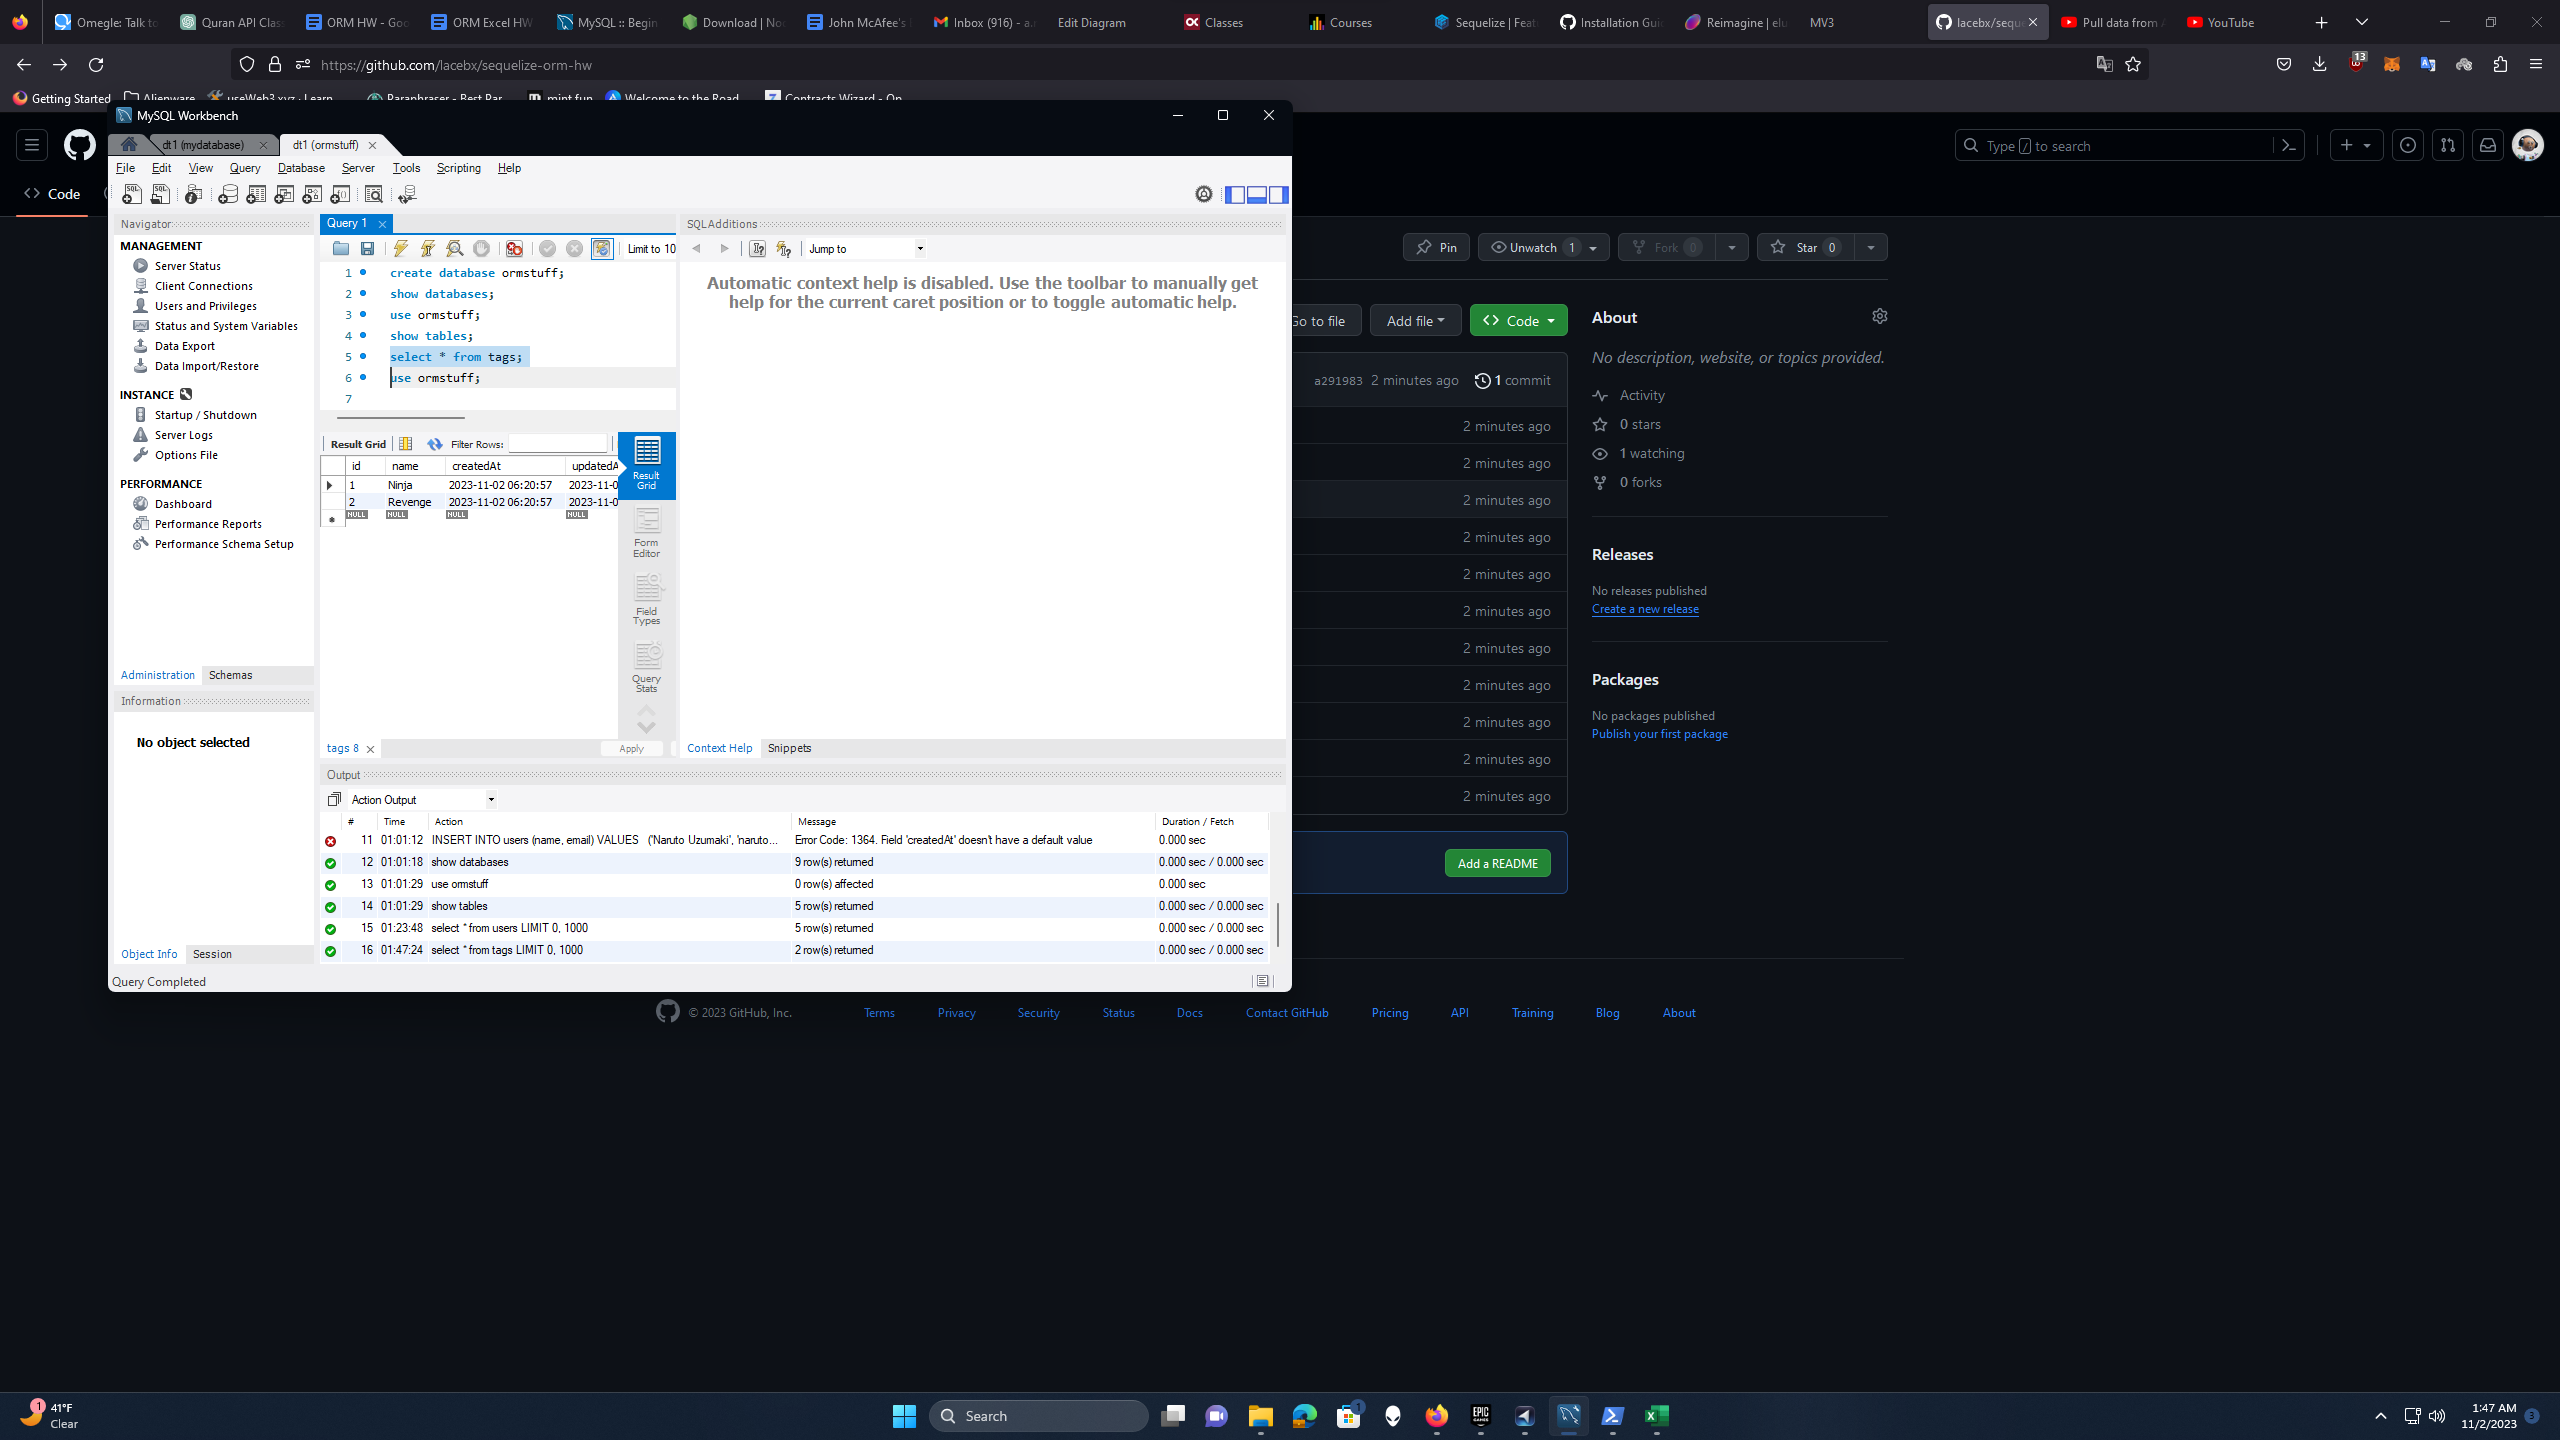 Omegle: Talk to
Quran API Class
ORM HW - Goo
ORM Excel HW
MySQL :: Begin
Download | No
John McAfee's
Inbox (916) - a.
Edit Diagram
Classes
Courses
Sequelize | Feat
Installation Gui
Reimagine | elu
MV3
lacebx/seque
Pull data from
YouTube
https://github.com/lacebx/sequelize-orm-hw
13
Getting Started
Alienware
useWeb3.xyz · Learn
Paraphraser - Best Par
mint.fun
Welcome to the Road
Contracts Wizard - Op
MySQL Workbench
dt1 (mydatabase)
dt1 (ormstuff)
File Edit View Query Database Server Tools Scripting Help
Type / to search
Code
Navigator
MANAGEMENT
Server Status
Client Connections
Users and Privileges
Status and System Variables
Data Export
Data Import/Restore
INSTANCE
Startup / Shutdown
Server Logs
Options File
PERFORMANCE
Dashboard
Performance Reports
Performance Schema Setup
Administration Schemas
Information
No object selected
Object Info Session
Query Completed
Query 1
Limit to 10
1 create database ormstuff;
2 show databases;
3 use ormstuff;
4 show tables;
5 select * from tags;
6 use ormstuff;
7
Result Grid Filter Rows:
id name createdAt updatedA
1 Ninja 2023-11-02 06:20:57 2023-11-0
2 Revenge 2023-11-02 06:20:57 2023-11-0
NULL NULL NULL NULL
Result Grid
Form Editor
Field Types
Query Stats
tags 8
Apply
SQLAdditions
Jump to
Automatic context help is disabled. Use the toolbar to manually get
help for the current caret position or to toggle automatic help.
Context Help Snippets
Output
Action Output
# Time Action Message Duration / Fetch
11 01:01:12 INSERT INTO users (name, email) VALUES ('Naruto Uzumaki', 'naruto... Error Code: 1364. Field 'createdAt' doesn't have a default value 0.000 sec
12 01:01:18 show databases 9 row(s) returned 0.000 sec / 0.000 sec
13 01:01:29 use ormstuff 0 row(s) affected 0.000 sec
14 01:01:29 show tables 5 row(s) returned 0.000 sec / 0.000 sec
15 01:23:48 select * from users LIMIT 0, 1000 5 row(s) returned 0.000 sec / 0.000 sec
16 01:47:24 select * from tags LIMIT 0, 1000 2 row(s) returned 0.000 sec / 0.000 sec
Pin
Unwatch 1
Fork 0
Star 0
Go to file
Add file
Code
a291983 2 minutes ago 1 commit
2 minutes ago
2 minutes ago
2 minutes ago
2 minutes ago
2 minutes ago
2 minutes ago
2 minutes ago
2 minutes ago
2 minutes ago
2 minutes ago
2 minutes ago
Add a README
About
No description, website, or topics provided.
Activity
0 stars
1 watching
0 forks
Releases
No releases published
Create a new release
Packages
No packages published
Publish your first package
© 2023 GitHub, Inc. Terms Privacy Security Status Docs Contact GitHub Pricing API Training Blog About
1
41°F
Clear
Search
1
EPIC GAMES
1:47 AM
11/2/2023
3